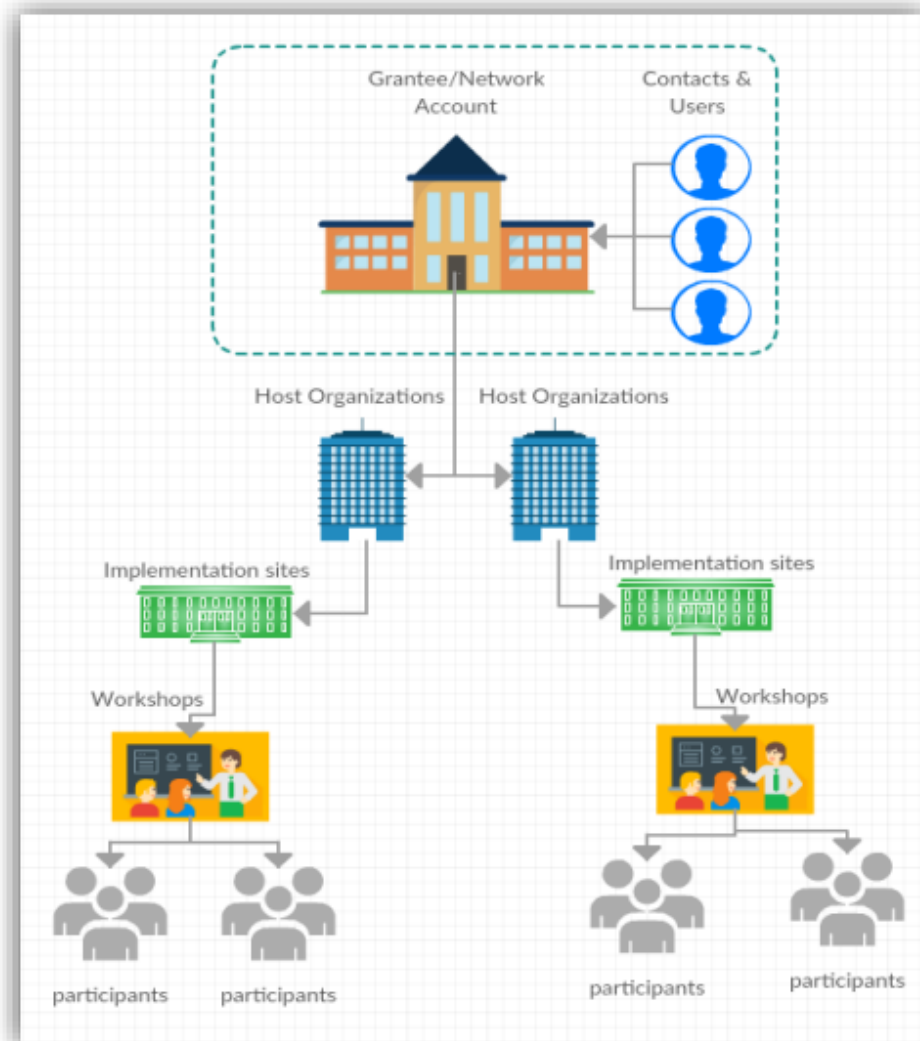 Grantee/Network
Account
Contacts &
Users
Host Organizations
Host Organizations
Implementation sites
Implementation sites
Workshops
Workshops
participants
participants
participants
participants